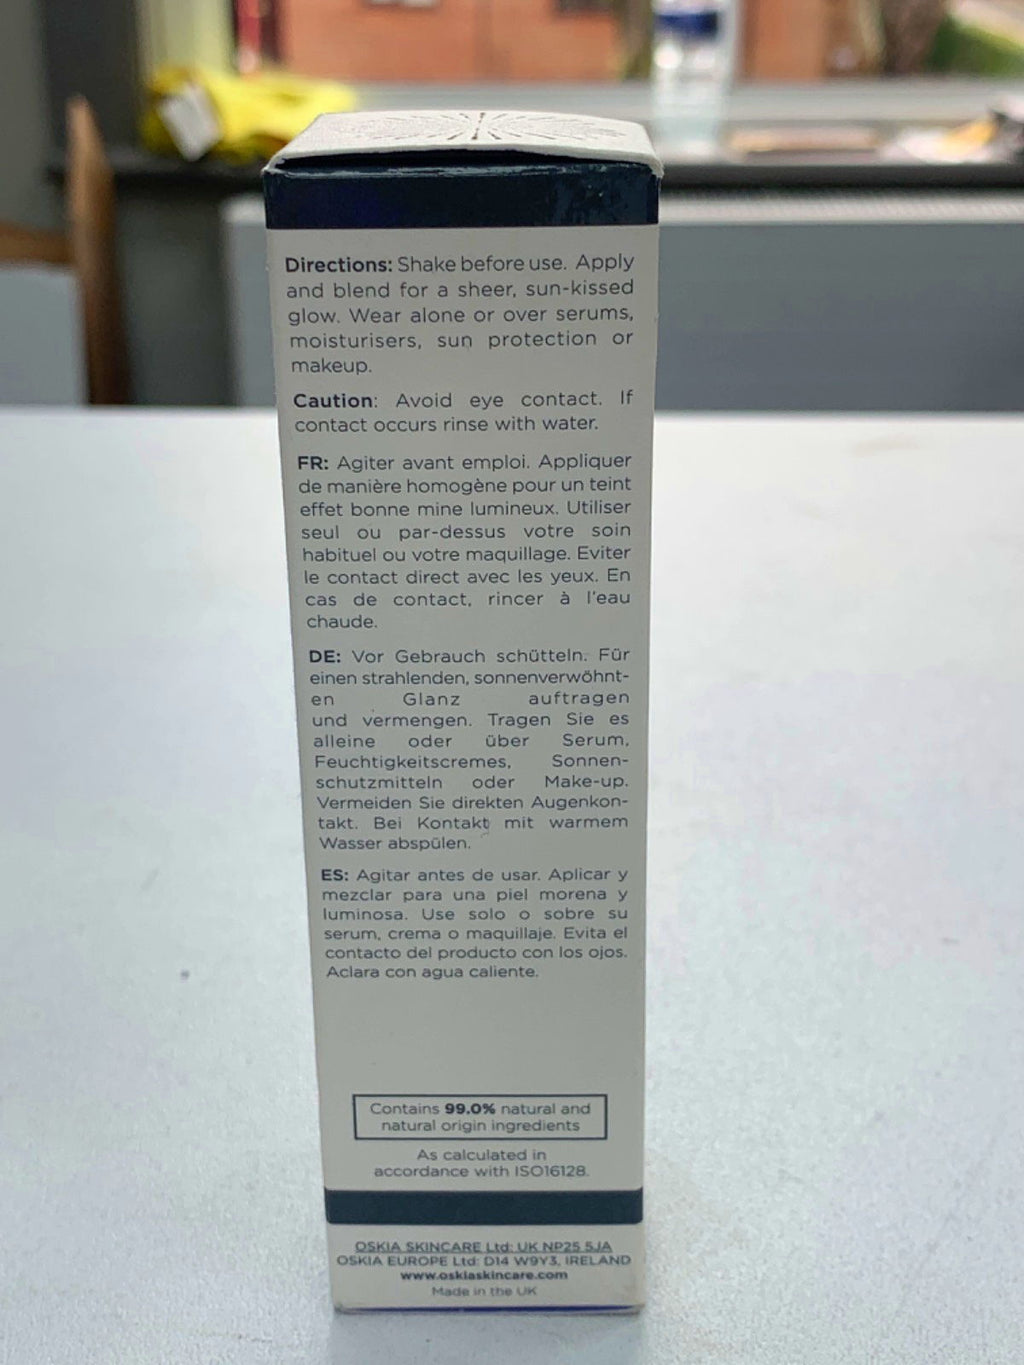 Directions: Shake before use. Apply
and blend for a sheer, sun-kissed
glow. Wear alone or over serums,
moisturisers, sun protection or
makeup.
Caution: Avoid eye contact. If
contact occurs rinse with water.
FR: Agiter avant emploi. Appliquer
de manière homogène pour un teint
effet bonne mine lumineux. Utiliser
seul ou par-dessus votre soin
habituel ou votre maquillage. Eviter
le contact direct avec les yeux. En
cas de contact, rincer à l'eau
chaude.
DE: Vor Gebrauch schütteln. Für
einen strahlenden, sonnenverwöhnt-
en Glanz auftragen
und vermengen. Tragen Sie es
alleine oder über Serum,
Feuchtigkeitscremes, Sonnen-
schutzmitteln oder Make-up.
Vermeiden Sie direkten Augenkon-
takt. Bei Kontakt mit warmem
Wasser abspülen.
ES: Agitar antes de usar. Aplicar y
mezclar para una piel morena y
luminosa. Use solo o sobre su
serum, crema o maquillaje. Evita el
contacto del producto con los ojos.
Aclara con agua caliente.
Contains 99.0% natural and
natural origin ingredients
As calculated in
accordance with ISO16128.
OSKIA SKINCARE Ltd: UK NP25 5JA
OSKIA EUROPE Ltd: D14 W9Y3, IRELAND
www.oskiaskincare.com
Made in the UK